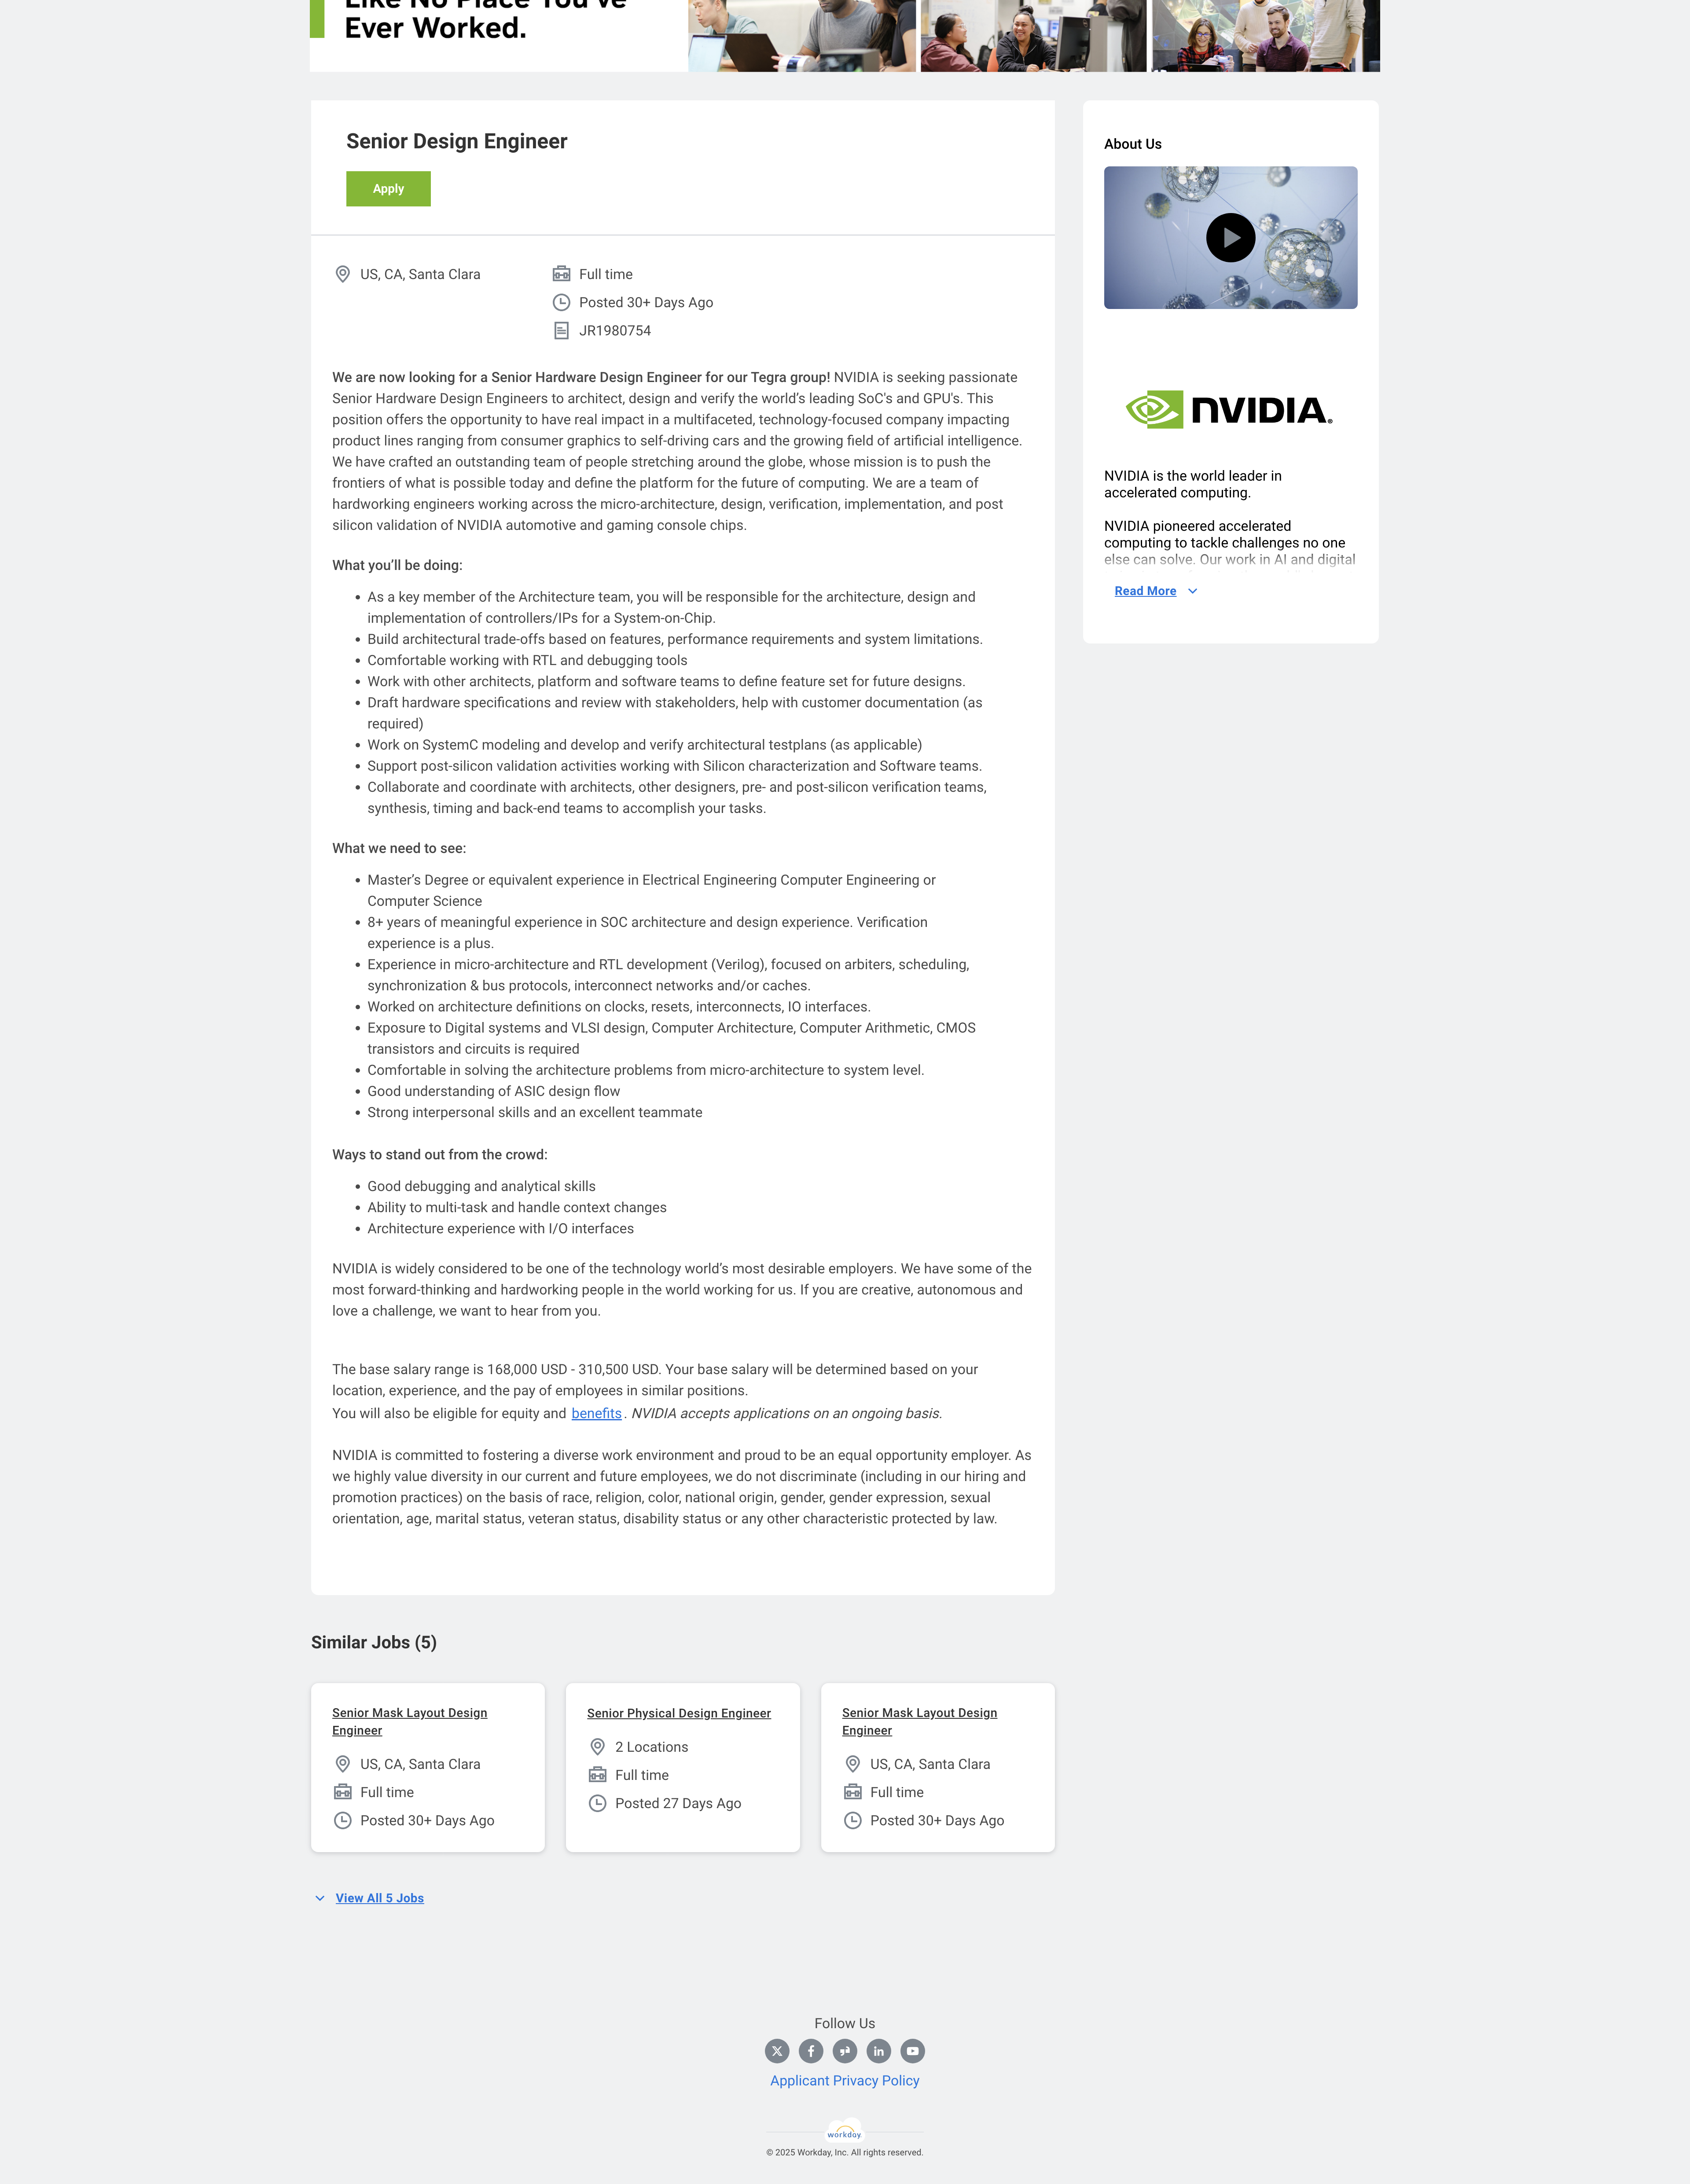 Like No Place You've
Ever Worked.
Senior Design Engineer
Apply
US, CA, Santa Clara
Full time
Posted 30+ Days Ago
JR1980754
We are now looking for a Senior Hardware Design Engineer for our Tegra group! NVIDIA is seeking passionate
Senior Hardware Design Engineers to architect, design and verify the world’s leading SoC's and GPU's. This
position offers the opportunity to have real impact in a multifaceted, technology-focused company impacting
product lines ranging from consumer graphics to self-driving cars and the growing field of artificial intelligence.
We have crafted an outstanding team of people stretching around the globe, whose mission is to push the
frontiers of what is possible today and define the platform for the future of computing. We are a team of
hardworking engineers working across the micro-architecture, design, verification, implementation, and post
silicon validation of NVIDIA automotive and gaming console chips.
What you’ll be doing:
• As a key member of the Architecture team, you will be responsible for the architecture, design and
implementation of controllers/IPs for a System-on-Chip.
• Build architectural trade-offs based on features, performance requirements and system limitations.
• Comfortable working with RTL and debugging tools
• Work with other architects, platform and software teams to define feature set for future designs.
• Draft hardware specifications and review with stakeholders, help with customer documentation (as
required)
• Work on SystemC modeling and develop and verify architectural testplans (as applicable)
• Support post-silicon validation activities working with Silicon characterization and Software teams.
• Collaborate and coordinate with architects, other designers, pre- and post-silicon verification teams,
synthesis, timing and back-end teams to accomplish your tasks.
What we need to see:
• Master’s Degree or equivalent experience in Electrical Engineering Computer Engineering or
Computer Science
• 8+ years of meaningful experience in SOC architecture and design experience. Verification
experience is a plus.
• Experience in micro-architecture and RTL development (Verilog), focused on arbiters, scheduling,
synchronization & bus protocols, interconnect networks and/or caches.
• Worked on architecture definitions on clocks, resets, interconnects, IO interfaces.
• Exposure to Digital systems and VLSI design, Computer Architecture, Computer Arithmetic, CMOS
transistors and circuits is required
• Comfortable in solving the architecture problems from micro-architecture to system level.
• Good understanding of ASIC design flow
• Strong interpersonal skills and an excellent teammate
Ways to stand out from the crowd:
• Good debugging and analytical skills
• Ability to multi-task and handle context changes
• Architecture experience with I/O interfaces
NVIDIA is widely considered to be one of the technology world’s most desirable employers. We have some of the
most forward-thinking and hardworking people in the world working for us. If you are creative, autonomous and
love a challenge, we want to hear from you.
The base salary range is 168,000 USD - 310,500 USD. Your base salary will be determined based on your
location, experience, and the pay of employees in similar positions.
You will also be eligible for equity and benefits. NVIDIA accepts applications on an ongoing basis.
NVIDIA is committed to fostering a diverse work environment and proud to be an equal opportunity employer. As
we highly value diversity in our current and future employees, we do not discriminate (including in our hiring and
promotion practices) on the basis of race, religion, color, national origin, gender, gender expression, sexual
orientation, age, marital status, veteran status, disability status or any other characteristic protected by law.
About Us
NVIDIA.
NVIDIA is the world leader in
accelerated computing.
NVIDIA pioneered accelerated
computing to tackle challenges no one
else can solve. Our work in AI and digital
Read More
Similar Jobs (5)
Senior Mask Layout Design
Engineer
US, CA, Santa Clara
Full time
Posted 30+ Days Ago
Senior Physical Design Engineer
2 Locations
Full time
Posted 27 Days Ago
Senior Mask Layout Design
Engineer
US, CA, Santa Clara
Full time
Posted 30+ Days Ago
View All 5 Jobs
Follow Us
Applicant Privacy Policy
workday
© 2025 Workday, Inc. All rights reserved.